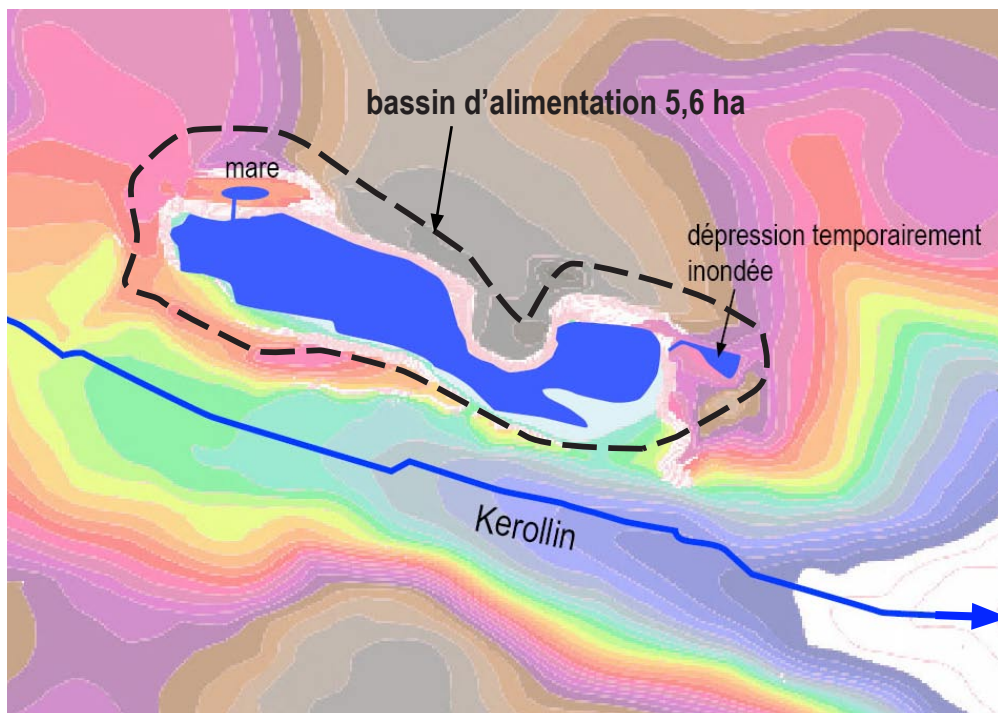 bassin d'alimentation 5,6 ha
mare
dépression temporairement
inondée
Kerollin